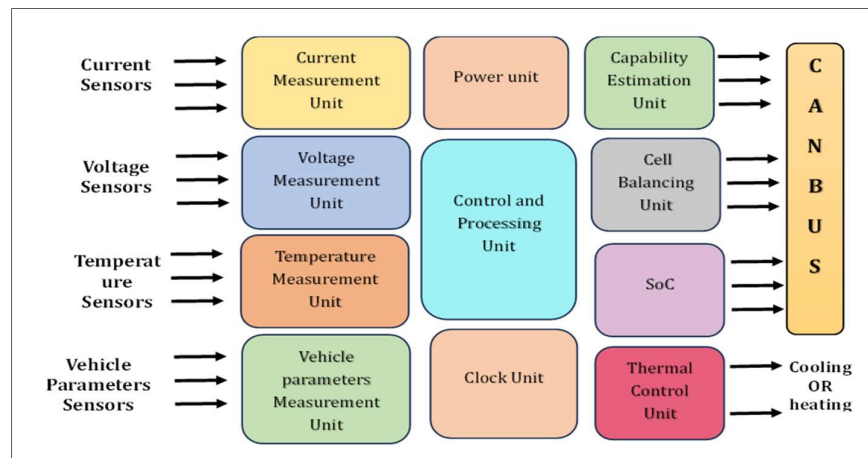 Current
Sensors
Current
Measurement
Unit
Power unit
Capability
Estimation
Unit
Voltage
Sensors
Voltage
Measurement
Unit
Control and
Processing
Unit
Cell
Balancing
Unit
Temperat
ure
Sensors
Temperature
Measurement
Unit
SoC
Vehicle
Parameters
Sensors
Vehicle
parameters
Measurement
Unit
Clock Unit
Thermal
Control
Unit
Cooling
OR
heating
C
A
N
B
U
S